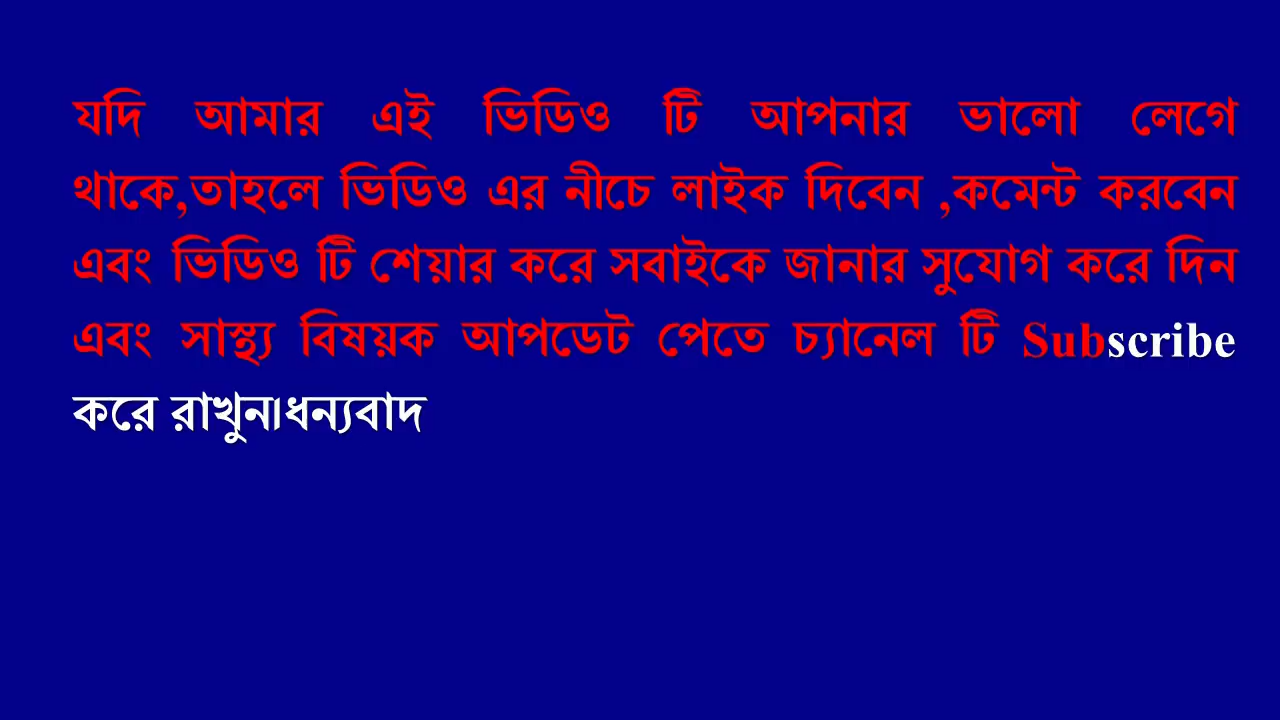 যদি আমার এই ভিডিও টি আপনার ভালো লেগে
থাকে,তাহলে ভিডিও এর নীচে লাইক দিবেন ,কমেন্ট করবেন
এবং ভিডিও টি শেয়ার করে সবাইকে জানার সুযোগ করে দিন
এবং সাস্থ্য বিষয়ক আপডেট পেতে চ্যানেল টি Subscribe
করে রাখুন।ধন্যবাদ